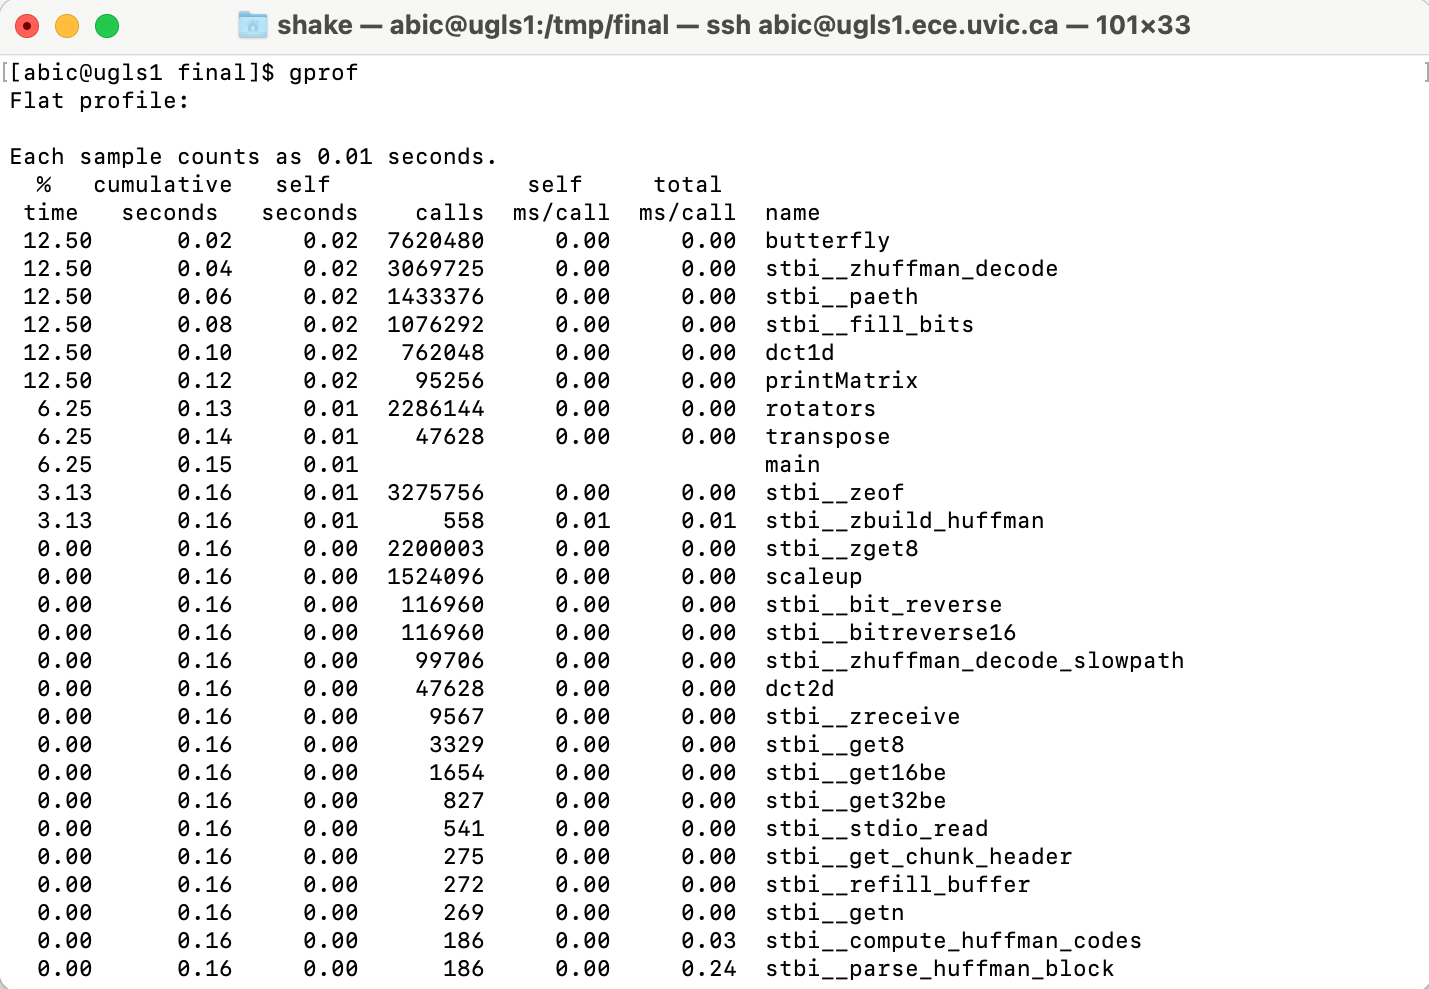 shake — abic@ugls1:/tmp/final — ssh abic@ugls1.ece.uvic.ca — 101×33
[[abic@ugls1 final]$ gprof ]
Flat profile:

Each sample counts as 0.01 seconds.
  %   cumulative   self              self     total
 time   seconds   seconds    calls  ms/call  ms/call  name
 12.50      0.02     0.02  7620480     0.00     0.00  butterfly
 12.50      0.04     0.02  3069725     0.00     0.00  stbi__zhuffman_decode
 12.50      0.06     0.02  1433376     0.00     0.00  stbi__paeth
 12.50      0.08     0.02  1076292     0.00     0.00  stbi__fill_bits
 12.50      0.10     0.02   762048     0.00     0.00  dct1d
 12.50      0.12     0.02    95256     0.00     0.00  printMatrix
  6.25      0.13     0.01  2286144     0.00     0.00  rotators
  6.25      0.14     0.01    47628     0.00     0.00  transpose
  6.25      0.15     0.01                             main
  3.13      0.16     0.01  3275756     0.00     0.00  stbi__zeof
  3.13      0.16     0.01      558     0.01     0.01  stbi__zbuild_huffman
  0.00      0.16     0.00  2200003     0.00     0.00  stbi__zget8
  0.00      0.16     0.00  1524096     0.00     0.00  scaleup
  0.00      0.16     0.00   116960     0.00     0.00  stbi__bit_reverse
  0.00      0.16     0.00   116960     0.00     0.00  stbi__bitreverse16
  0.00      0.16     0.00    99706     0.00     0.00  stbi__zhuffman_decode_slowpath
  0.00      0.16     0.00    47628     0.00     0.00  dct2d
  0.00      0.16     0.00     9567     0.00     0.00  stbi__zreceive
  0.00      0.16     0.00     3329     0.00     0.00  stbi__get8
  0.00      0.16     0.00     1654     0.00     0.00  stbi__get16be
  0.00      0.16     0.00      827     0.00     0.00  stbi__get32be
  0.00      0.16     0.00      541     0.00     0.00  stbi__stdio_read
  0.00      0.16     0.00      275     0.00     0.00  stbi__get_chunk_header
  0.00      0.16     0.00      272     0.00     0.00  stbi__refill_buffer
  0.00      0.16     0.00      269     0.00     0.00  stbi__getn
  0.00      0.16     0.00      186     0.00     0.03  stbi__compute_huffman_codes
  0.00      0.16     0.00      186     0.00     0.24  stbi__parse_huffman_block